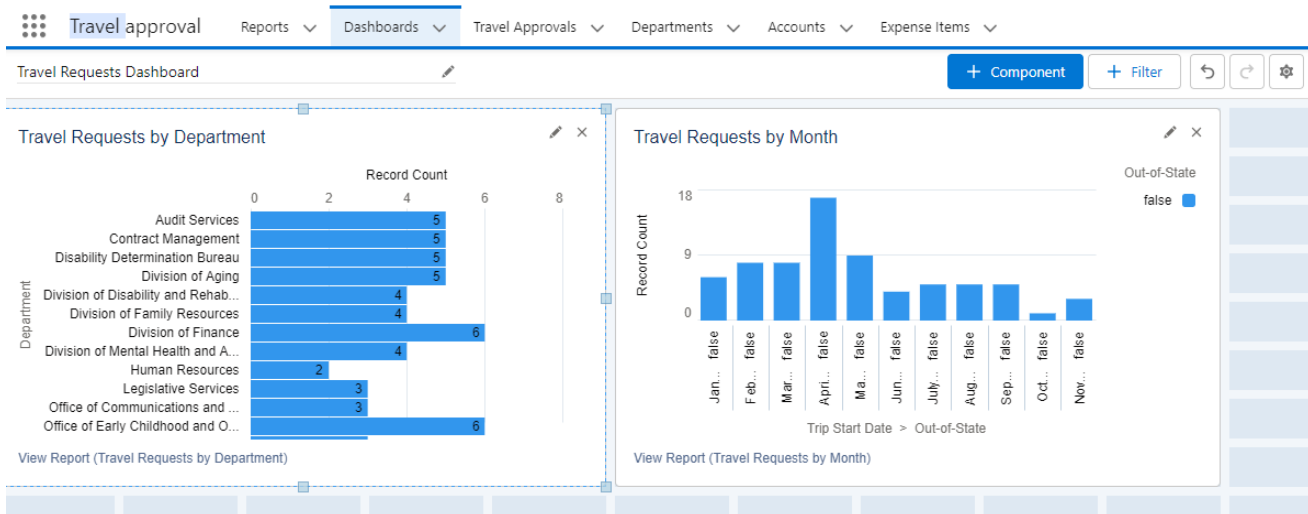 Travel approval Reports Dashboards Travel Approvals Departments Accounts Expense Items
Travel Requests Dashboard + Component + Filter
Travel Requests by Department
Record Count
0 2 4 6 8
Department
Audit Services 5
Contract Management 5
Disability Determination Bureau 5
Division of Aging 5
Division of Disability and Rehab... 4
Division of Family Resources 4
Division of Finance 6
Division of Mental Health and A... 4
Human Resources 2
Legislative Services 3
Office of Communications and ... 3
Office of Early Childhood and O... 6
View Report (Travel Requests by Department)
Travel Requests by Month
Out-of-State
false
Record Count
18
9
0
false false false false false false false false false false false
Jan... Feb... Mar... Apri... Ma... Jun... July... Aug... Sep... Oct... Nov...
Trip Start Date > Out-of-State
View Report (Travel Requests by Month)